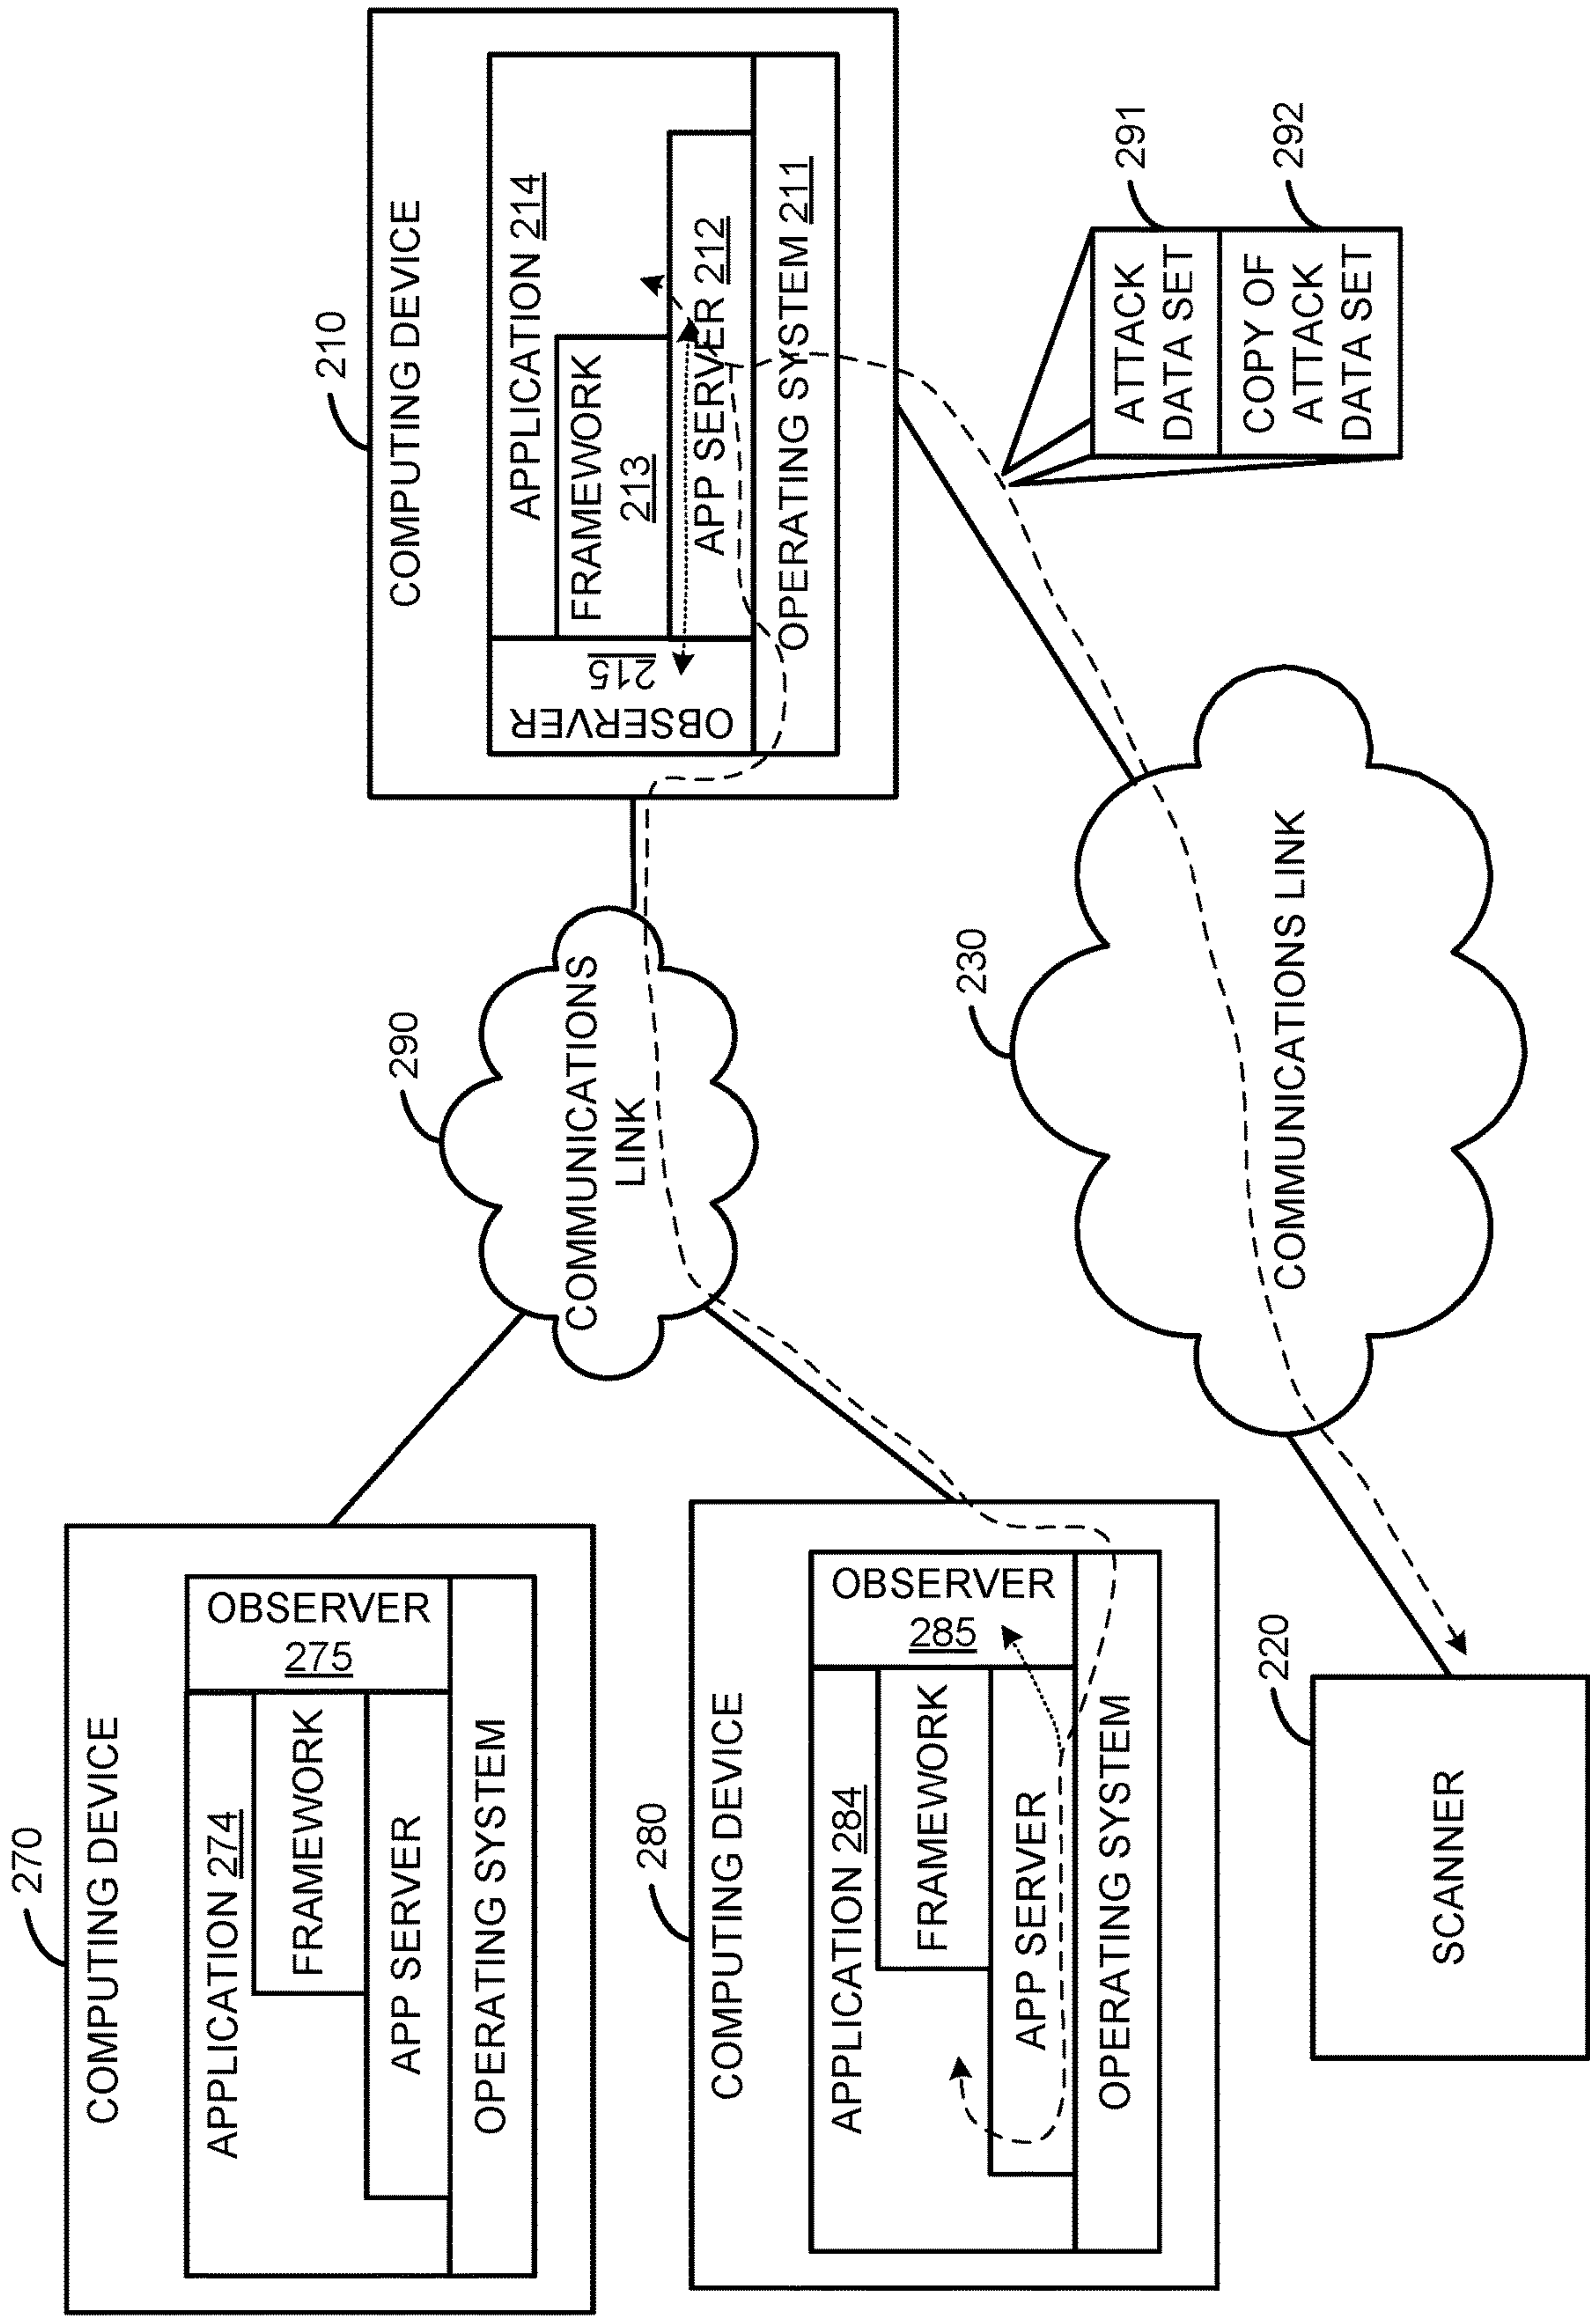 270
COMPUTING DEVICE
APPLICATION 274
FRAMEWORK
APP SERVER
OPERATING SYSTEM
OBSERVER
275
280
COMPUTING DEVICE
APPLICATION 284
FRAMEWORK
APP SERVER
OPERATING SYSTEM
OBSERVER
285
220
SCANNER
290
COMMUNICATIONS
LINK
230
COMMUNICATIONS LINK
210
COMPUTING DEVICE
APPLICATION 214
FRAMEWORK
213
APP SERVER 212
OPERATING SYSTEM 211
OBSERVER
215
ATTACK
DATA SET
291
COPY OF
ATTACK
DATA SET
292